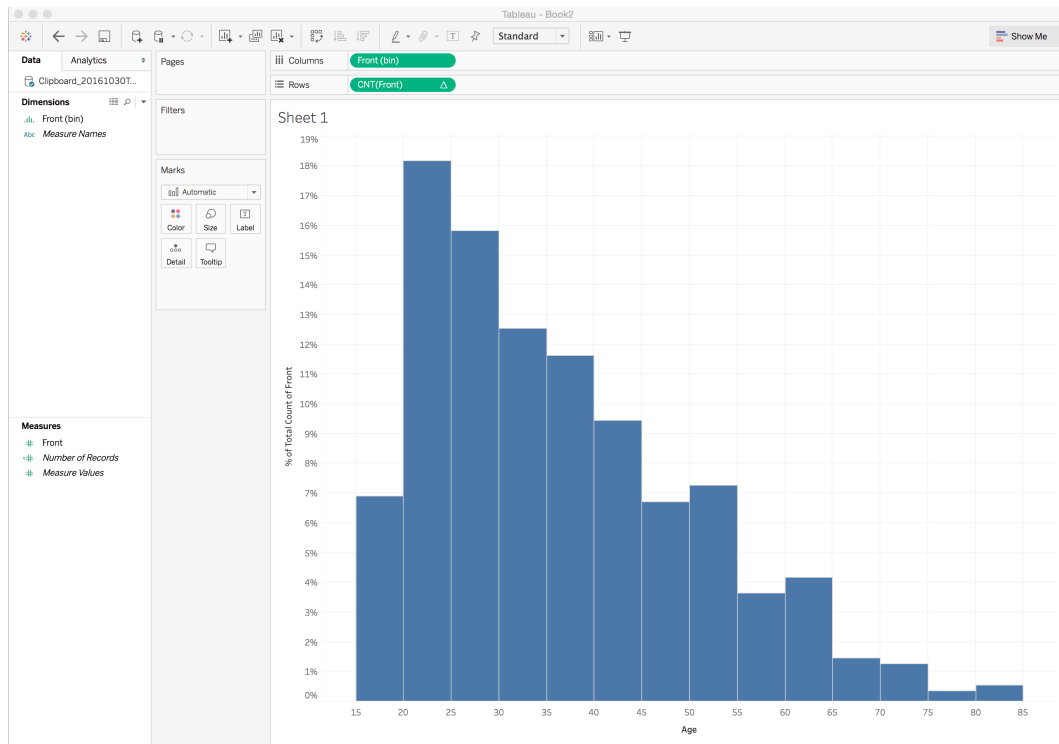 Tableau - Book2
Standard
Show Me
Data Analytics
Clipboard_20161030T...
Dimensions
Front (bin)
Abc Measure Names
Measures
Front
Number of Records
Measure Values
Pages
Filters
Marks
Automatic
Color Size Label
Detail Tooltip
Columns Front (bin)
Rows CNT(Front)
Sheet 1
19%
18%
17%
16%
15%
14%
13%
12%
11%
10%
9%
8%
7%
6%
5%
4%
3%
2%
1%
0%
% of Total Count of Front
15 20 25 30 35 40 45 50 55 60 65 70 75 80 85
Age